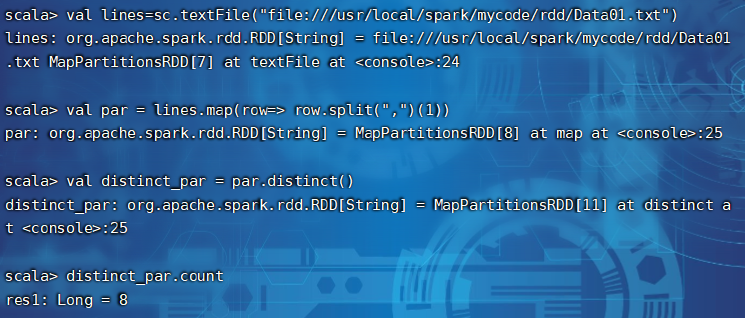 scala> val lines=sc.textFile("file:///usr/local/spark/mycode/rdd/Data01.txt")
lines: org.apache.spark.rdd.RDD[String] = file:///usr/local/spark/mycode/rdd/Data01
.txt MapPartitionsRDD[7] at textFile at <console>:24
scala> val par = lines.map(row=> row.split(",")(1))
par: org.apache.spark.rdd.RDD[String] = MapPartitionsRDD[8] at map at <console>:25
scala> val distinct_par = par.distinct()
distinct_par: org.apache.spark.rdd.RDD[String] = MapPartitionsRDD[11] at distinct a
t <console>:25
scala> distinct_par.count
res1: Long = 8